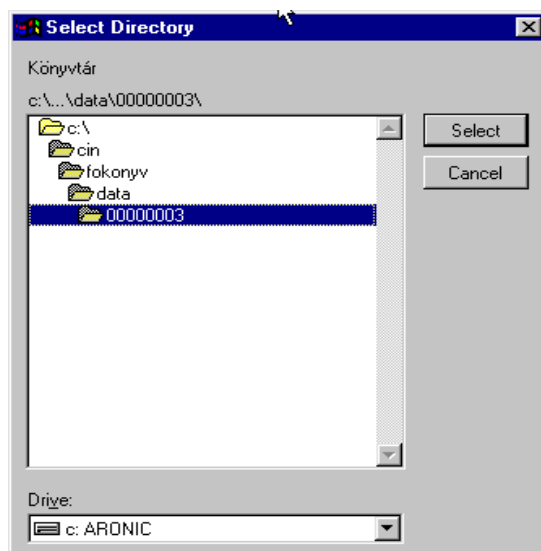 Select Directory
Könyvtár
c:\...\data\00000003\
c:\
cin
fokonyv
data
00000003
Select
Cancel
Drive:
c: ARONIC